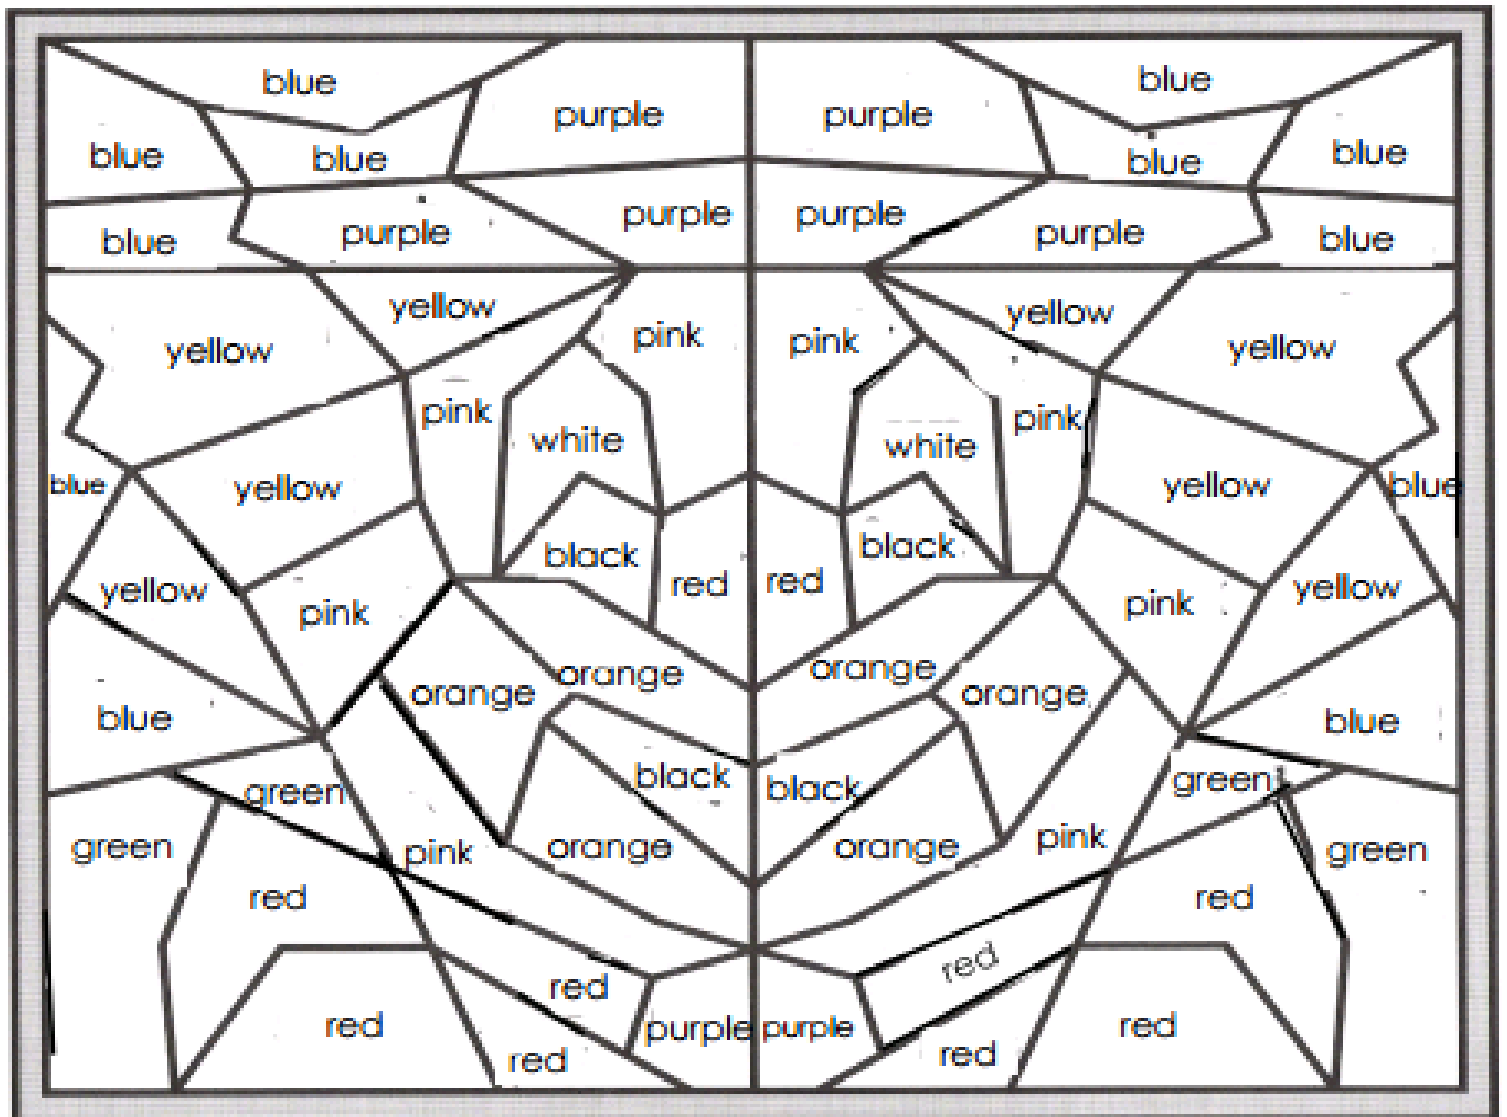 blue blue
purple purple
blue blue blue blue
purple purple
blue purple purple blue
yellow yellow
yellow pink pink yellow
pink white white pink
blue yellow yellow blue
black black
yellow pink red red pink yellow
orange orange orange orange
blue blue
green black black green
green pink orange orange pink green
red red
red red
red purple purple red
red red